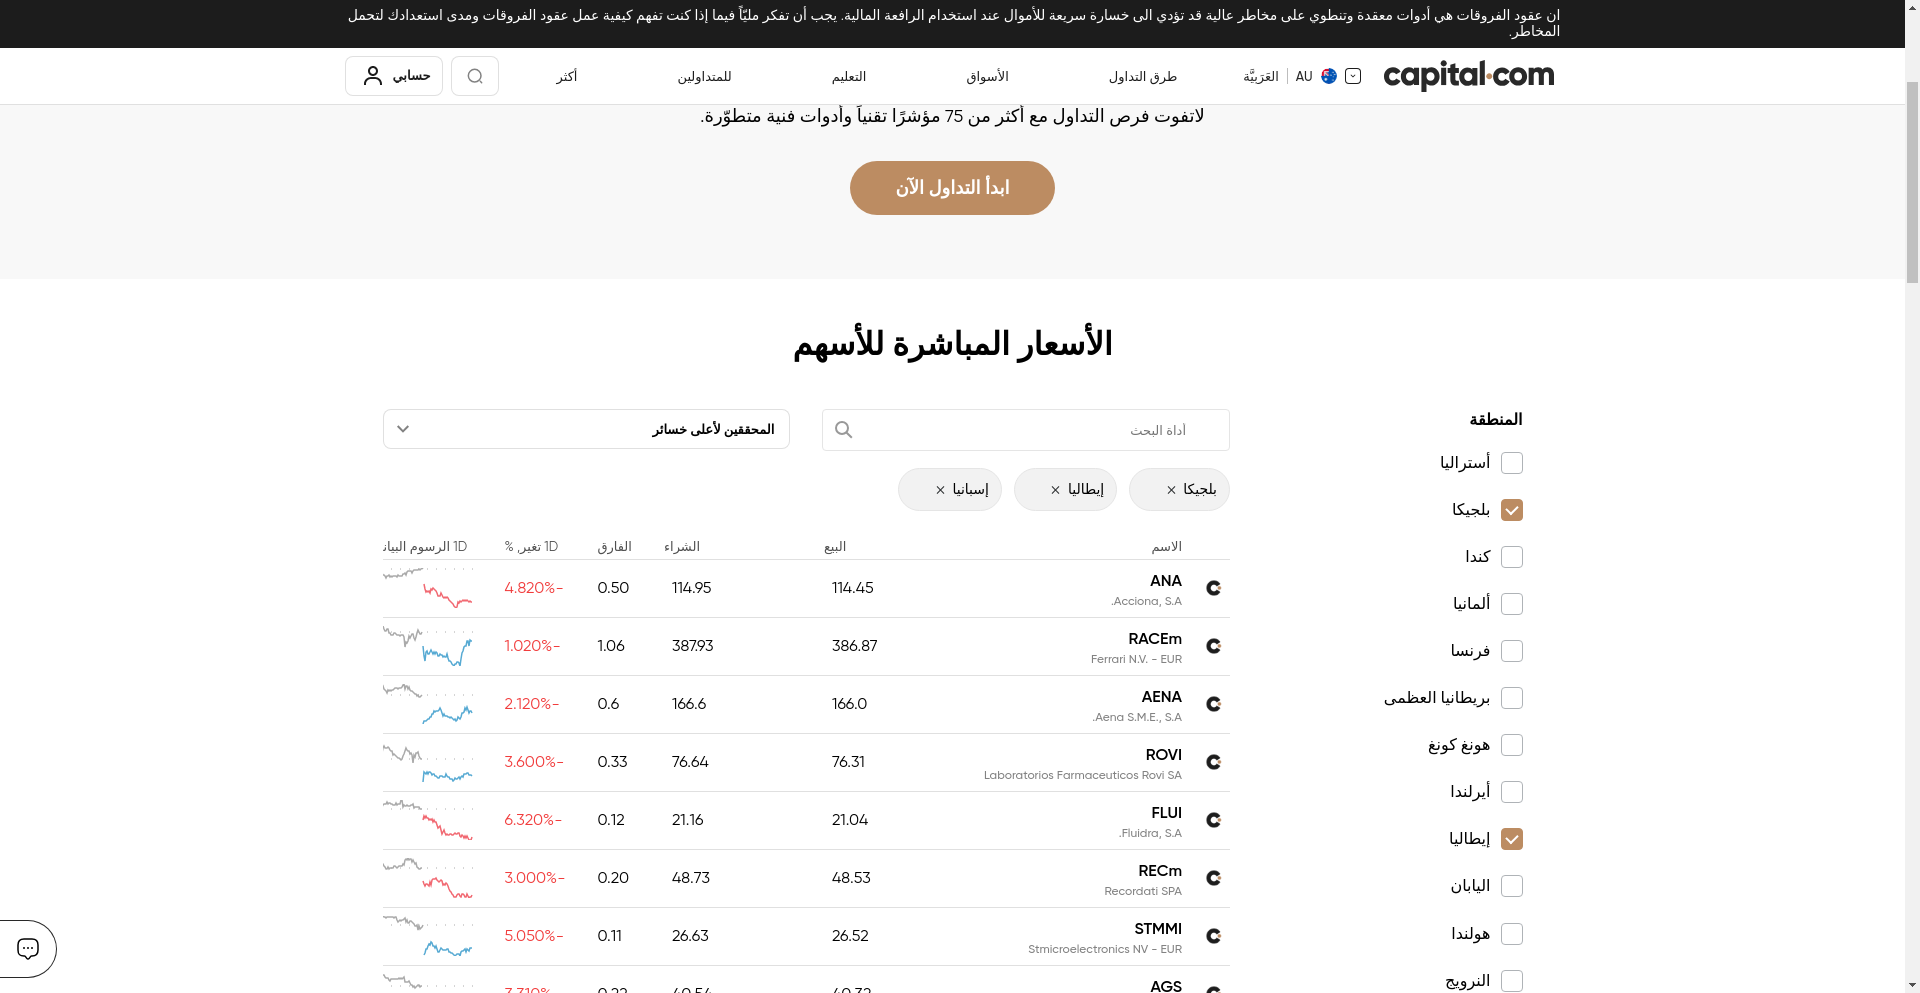 ان عقود الفروقات هي أدوات معقدة وتنطوي على مخاطر عالية قد تؤدي الى خسارة سريعة للأموال عند استخدام الرافعة المالية. يجب أن تفكر مليّاً فيما إذا كنت تفهم كيفية عمل عقود الفروقات ومدى استعدادك لتحمل
المخاطر.
capital.com AU العَرَبيَّة طرق التداول الأسواق التعليم للمتداولين أكثر حسابي
لاتفوت فرص التداول مع أكثر من 75 مؤشرًا تقنياً وأدوات فنية متطوّرة.
ابدأ التداول الآن
الأسعار المباشرة للأسهم
المنطقة
أستراليا
بلجيكا
كندا
ألمانيا
فرنسا
بريطانيا العظمى
هونغ كونغ
أيرلندا
إيطاليا
اليابان
هولندا
النرويج
أداة البحث
المحققين لأعلى خسائر
بلجيكا × إيطاليا × إسبانيا ×
الاسم البيع الشراء الفارق 1D تغير, % 1D الرسوم البيان
ANA 114.45 114.95 0.50 4.820%-
Acciona, S.A.
RACEm 386.87 387.93 1.06 1.020%-
Ferrari N.V. - EUR
AENA 166.0 166.6 0.6 2.120%-
Aena S.M.E., S.A.
ROVI 76.31 76.64 0.33 3.600%-
Laboratorios Farmaceuticos Rovi SA
FLUI 21.04 21.16 0.12 6.320%-
Fluidra, S.A.
RECm 48.53 48.73 0.20 3.000%-
Recordati SPA
STMMI 26.52 26.63 0.11 5.050%-
Stmicroelectronics NV - EUR
AGS 40.32 40.54 0.22 3.310%-